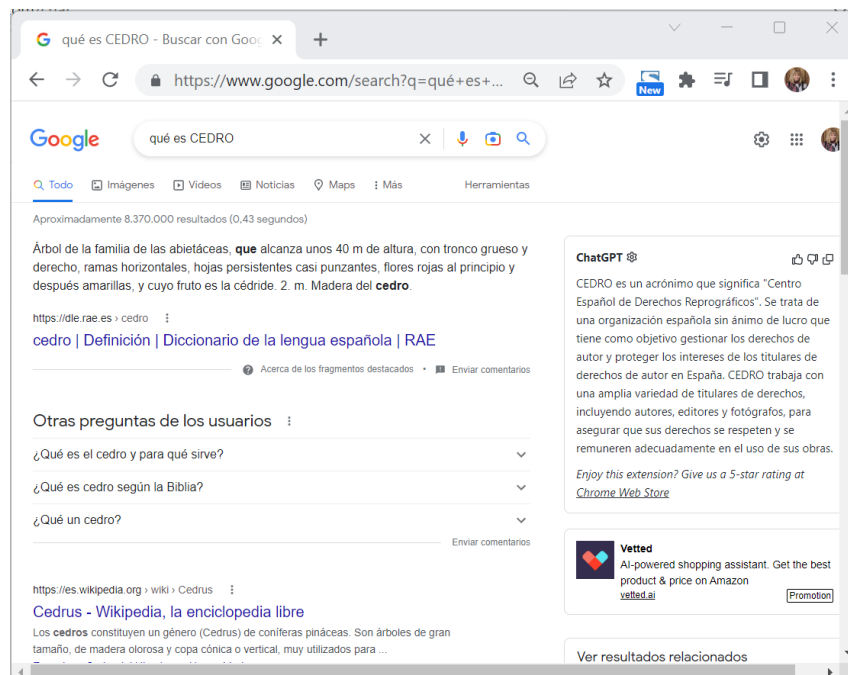 qué es CEDRO - Buscar con Goog
https://www.google.com/search?q=qué+es+...
New
Google
qué es CEDRO
Todo Imágenes Vídeos Noticias Maps Más Herramientas
Aproximadamente 8.370.000 resultados (0,43 segundos)
Árbol de la familia de las abietáceas, que alcanza unos 40 m de altura, con tronco grueso y
derecho, ramas horizontales, hojas persistentes casi punzantes, flores rojas al principio y
después amarillas, y cuyo fruto es la cédride. 2. m. Madera del cedro.
https://dle.rae.es › cedro
cedro | Definición | Diccionario de la lengua española | RAE
Acerca de los fragmentos destacados • Enviar comentarios
Otras preguntas de los usuarios
¿Qué es el cedro y para qué sirve?
¿Qué es cedro según la Biblia?
¿Qué un cedro?
Enviar comentarios
https://es.wikipedia.org › wiki › Cedrus
Cedrus - Wikipedia, la enciclopedia libre
Los cedros constituyen un género (Cedrus) de coníferas pináceas. Son árboles de gran
tamaño, de madera olorosa y copa cónica o vertical, muy utilizados para ...
ChatGPT
CEDRO es un acrónimo que significa "Centro
Español de Derechos Reprográficos". Se trata de
una organización española sin ánimo de lucro que
tiene como objetivo gestionar los derechos de
autor y proteger los intereses de los titulares de
derechos de autor en España. CEDRO trabaja con
una amplia variedad de titulares de derechos,
incluyendo autores, editores y fotógrafos, para
asegurar que sus derechos se respeten y se
remuneren adecuadamente en el uso de sus obras.
Enjoy this extension? Give us a 5-star rating at
Chrome Web Store
Vetted
AI-powered shopping assistant. Get the best
product & price on Amazon
vetted.ai Promotion
Ver resultados relacionados